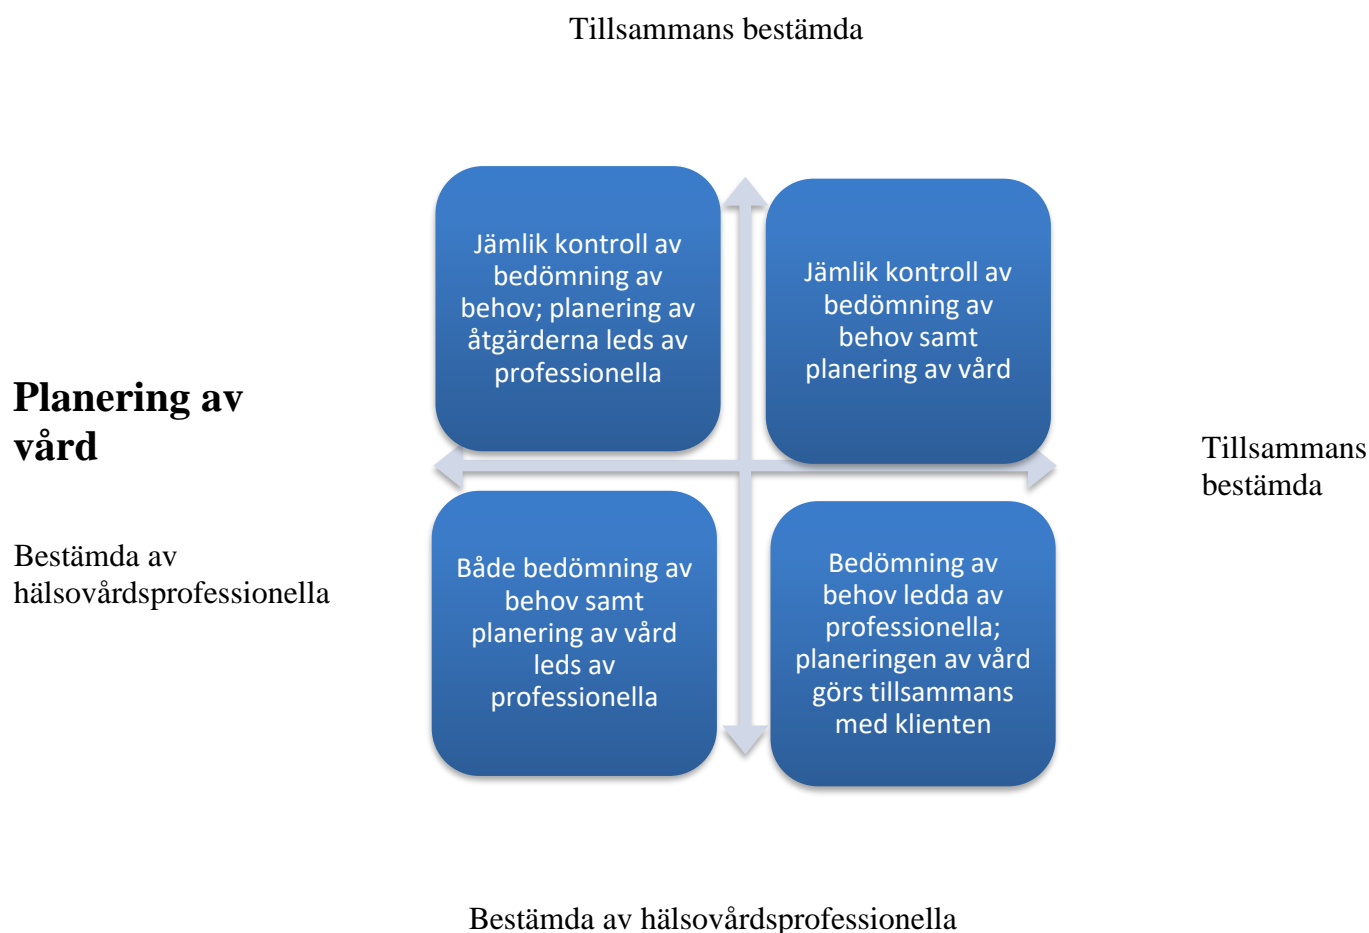 Tillsammans bestämda
Jämlik kontroll av
bedömning av
behov; planering av
åtgärderna leds av
professionella
Jämlik kontroll av
bedömning av
behov samt
planering av vård
Planering av
vård
Tillsammans
bestämda
Bestämda av
hälsovårdsprofessionella
Både bedömning av
behov samt
planering av vård
leds av
professionella
Bedömning av
behov ledda av
professionella;
planeringen av vård
görs tillsammans
med klienten
Bestämda av hälsovårdsprofessionella